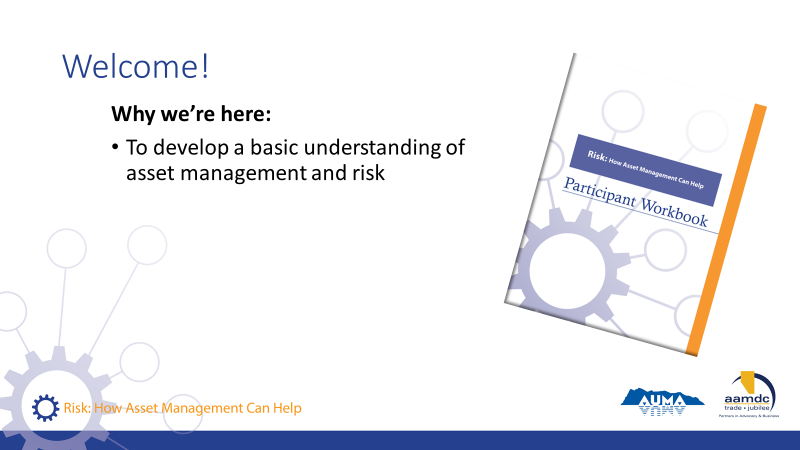 Welcome!
Why we're here:
• To develop a basic understanding of
asset management and risk
Risk: How Asset Management Can Help
Participant Workbook
Risk: How Asset Management Can Help
AUMA
aamdc
trade • jubilee
Partners in Advocacy & Business